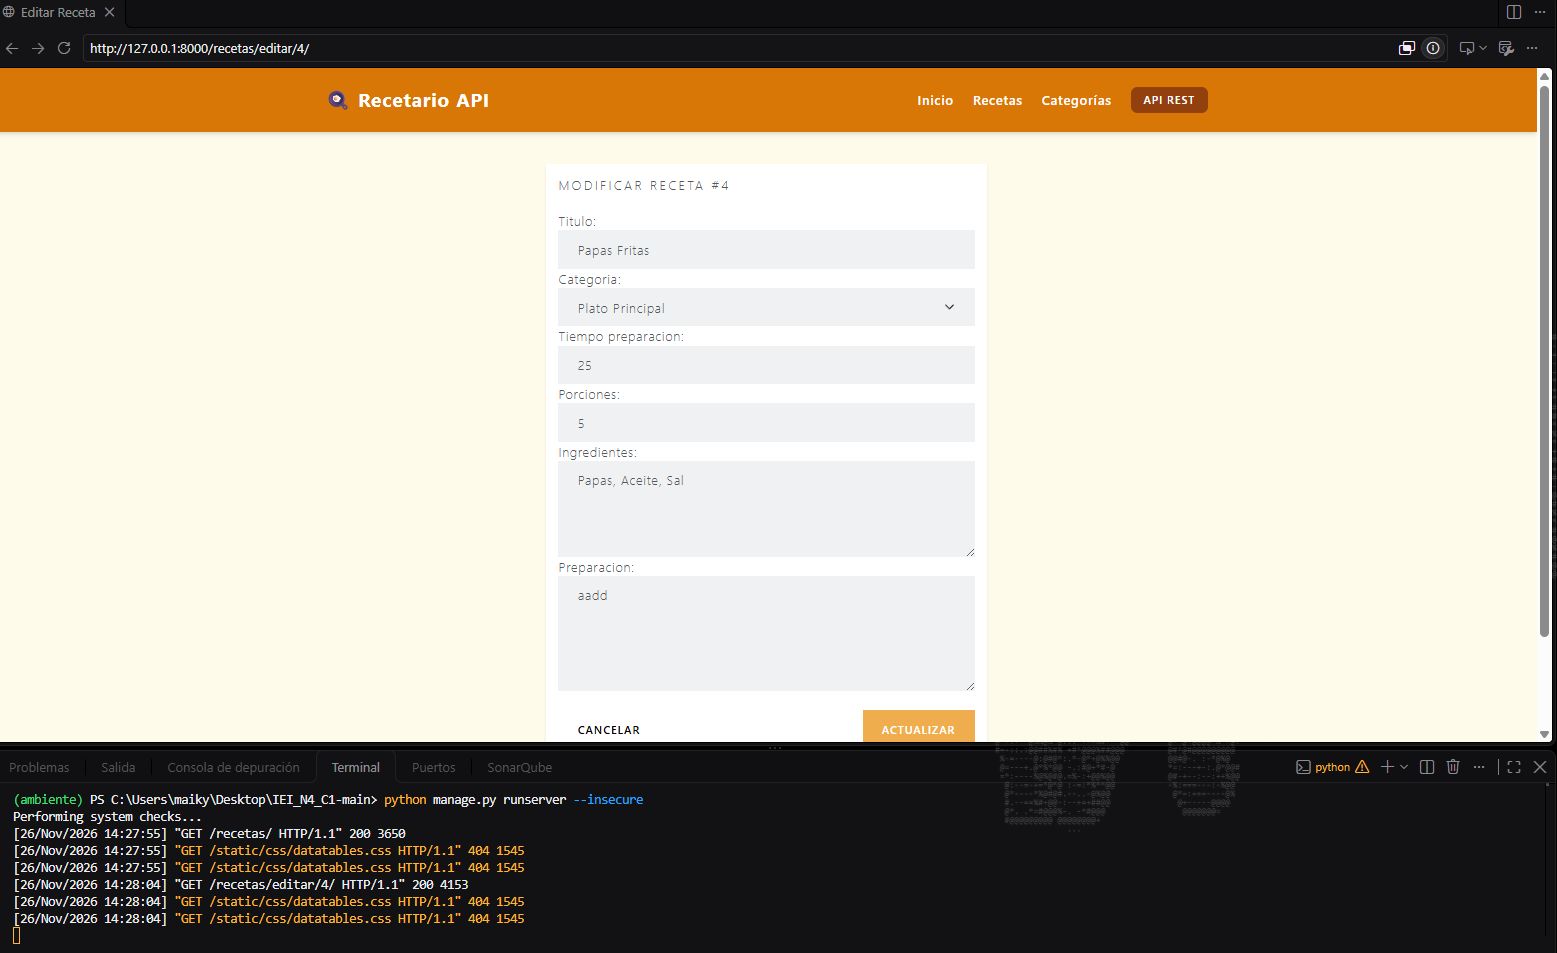 Editar Receta
http://127.0.0.1:8000/recetas/editar/4/
Recetario API
Inicio Recetas Categorías API REST
MODIFICAR RECETA #4
Titulo:
Papas Fritas
Categoria:
Plato Principal
Tiempo preparacion:
25
Porciones:
5
Ingredientes:
Papas, Aceite, Sal
Preparacion:
aadd
CANCELAR ACTUALIZAR
Problemas Salida Consola de depuración Terminal Puertos SonarQube python
(ambiente) PS C:\Users\maiky\Desktop\IEI_N4_C1-main> python manage.py runserver --insecure
Performing system checks...
[26/Nov/2026 14:27:55] "GET /recetas/ HTTP/1.1" 200 3650
[26/Nov/2026 14:27:55] "GET /static/css/datatables.css HTTP/1.1" 404 1545
[26/Nov/2026 14:27:55] "GET /static/css/datatables.css HTTP/1.1" 404 1545
[26/Nov/2026 14:28:04] "GET /recetas/editar/4/ HTTP/1.1" 200 4153
[26/Nov/2026 14:28:04] "GET /static/css/datatables.css HTTP/1.1" 404 1545
[26/Nov/2026 14:28:04] "GET /static/css/datatables.css HTTP/1.1" 404 1545